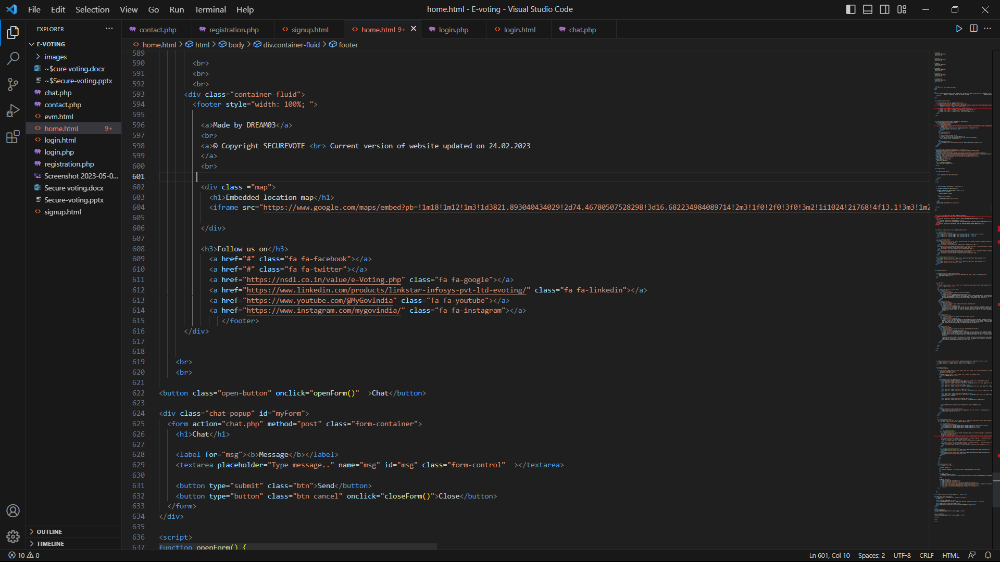 File Edit Selection View Go Run Terminal Help
home.html - E-voting - Visual Studio Code
EXPLORER
E-VOTING
images
~$cure voting.docx
~$Secure-voting.pptx
chat.php
contact.php
evm.html
home.html 9+
login.html
login.php
registration.php
Screenshot 2023-05-0...
Secure voting.docx
Secure-voting.pptx
signup.html
OUTLINE
TIMELINE
contact.php registration.php signup.html home.html 9+ login.php login.html chat.php
home.html > html > body > div.container-fluid > footer
589
590 <br>
591 <br>
592 <br>
593 <div class="container-fluid">
594 <footer style="width: 100%; ">
595
596 <a>Made by DREAM03</a>
597 <br>
598 <a>© Copyright SECUREVOTE <br> Current version of website updated on 24.02.2023
599 </a>
600 <br>
601
602 <div class ="map">
603 <h1>Embedded location map</h1>
604 <iframe src="https://www.google.com/maps/embed?pb=!1m18!1m12!1m3!1d3821.893040434029!2d74.46780507528298!3d16.682234984089714!2m3!1f0!2f0!3f0!3m2!1i1024!2i768!4f13.1!3m3!1m2
605
606 </div>
607
608 <h3>Follow us on</h3>
609 <a href="#" class="fa fa-facebook"></a>
610 <a href="#" class="fa fa-twitter"></a>
611 <a href="https://nsdl.co.in/value/e-Voting.php" class="fa fa-google"></a>
612 <a href="https://www.linkedin.com/products/linkstar-infosys-pvt-ltd-evoting/" class="fa fa-linkedin"></a>
613 <a href="https://www.youtube.com/@MyGovIndia" class="fa fa-youtube"></a>
614 <a href="https://www.instagram.com/mygovindia/" class="fa fa-instagram"></a>
615 </footer>
616 </div>
617
618
619 <br>
620 <br>
621
622 <button class="open-button" onclick="openForm()" >Chat</button>
623
624 <div class="chat-popup" id="myForm">
625 <form action="chat.php" method="post" class="form-container">
626 <h1>Chat</h1>
627
628 <label for="msg"><b>Message</b></label>
629 <textarea placeholder="Type message.." name="msg" id="msg" class="form-control" ></textarea>
630
631 <button type="submit" class="btn">Send</button>
632 <button type="button" class="btn cancel" onclick="closeForm()">Close</button>
633 </form>
634 </div>
635
636 <script>
637 function openForm() {
10 0
Ln 601, Col 10 Spaces: 2 UTF-8 CRLF HTML